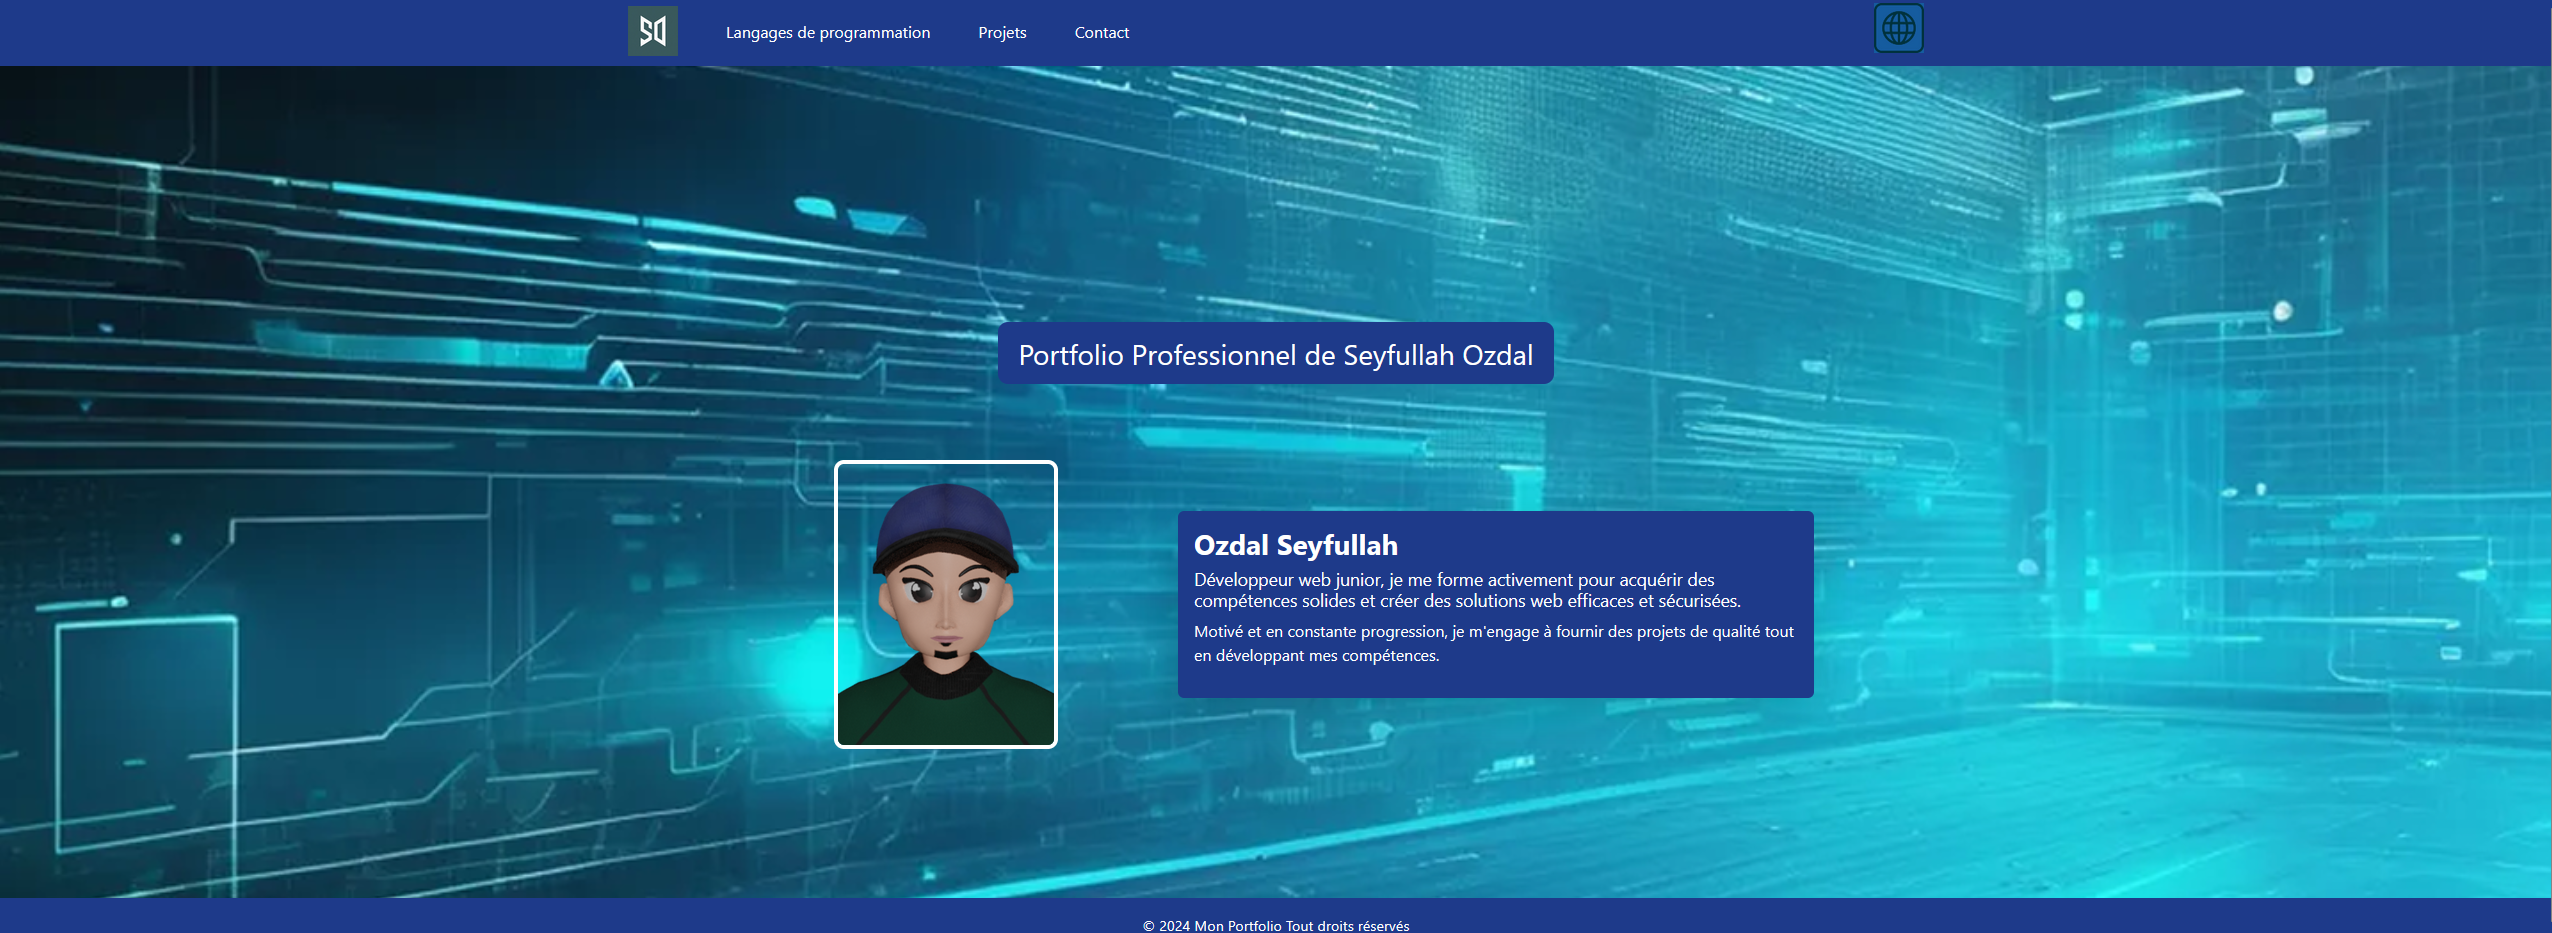 SO
Langages de programmation
Projets
Contact
Portfolio Professionnel de Seyfullah Ozdal
Ozdal Seyfullah
Développeur web junior, je me forme activement pour acquérir des
compétences solides et créer des solutions web efficaces et sécurisées.
Motivé et en constante progression, je m'engage à fournir des projets de qualité tout
en développant mes compétences.
© 2024 Mon Portfolio Tout droits réservés